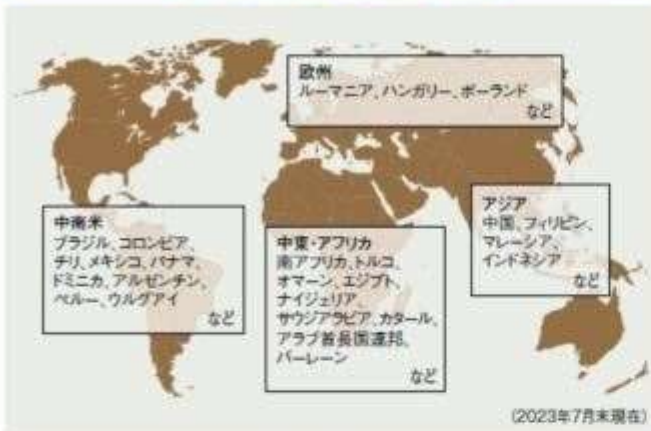 欧州
ルーマニア、ハンガリー、ポーランド
など
中南米
ブラジル、コロンビア、
チリ、メキシコ、パナマ、
ドミニカ、アルゼンチン、
ペルー、ウルグアイ
など
中東・アフリカ
南アフリカ、トルコ、
オマーン、エジプト、
ナイジェリア、
サウジアラビア、カタール、
アラブ首長国連邦、
バーレーン
など
アジア
中国、フィリピン、
マレーシア、
インドネシア
など
(2023年7月末現在)